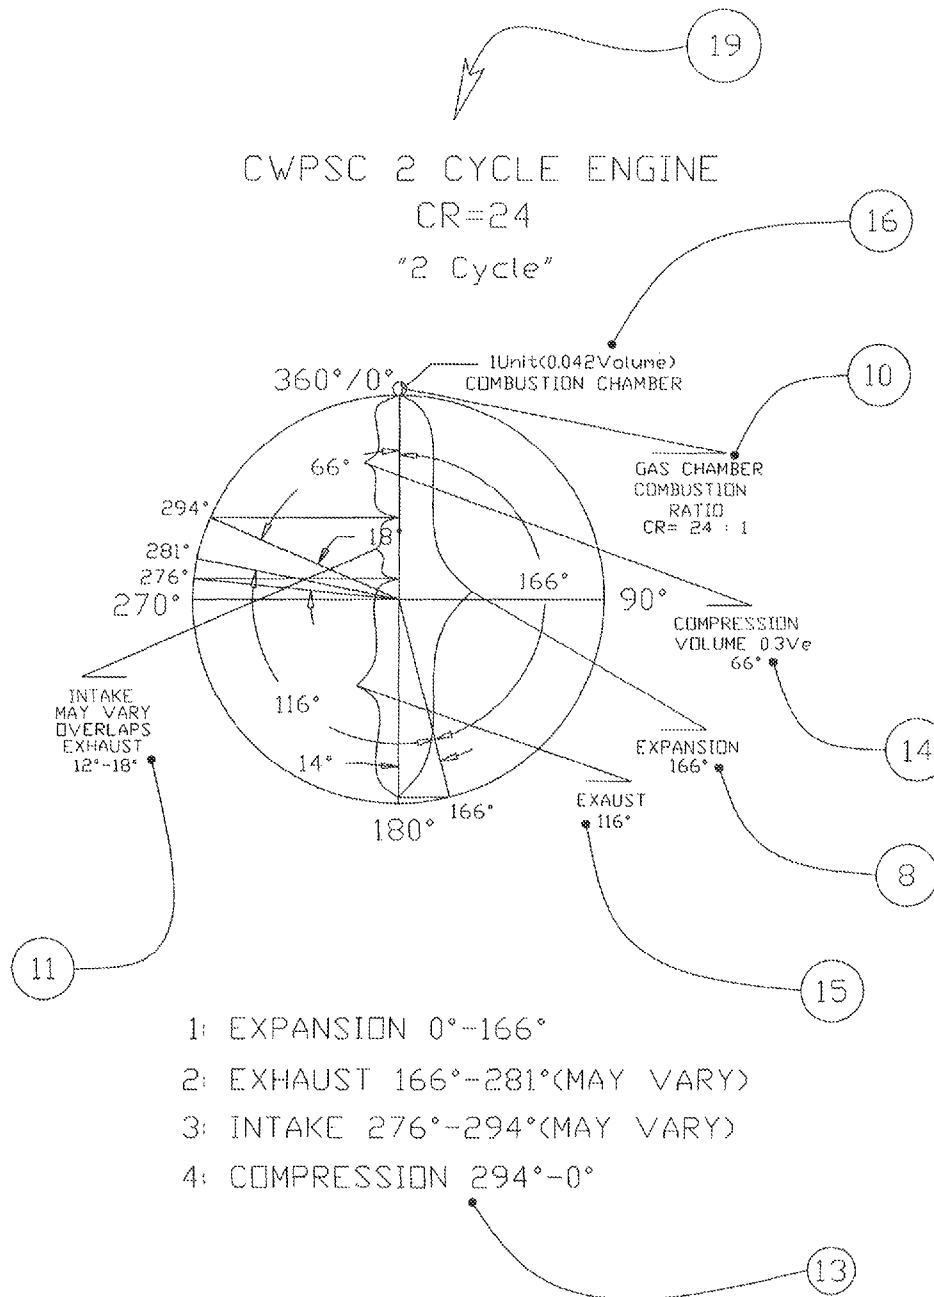 19
CWPSC 2 CYCLE ENGINE
CR=24
"2 Cycle"
16
1Unit(0.042Volume)
COMBUSTION CHAMBER
10
360°/0°
GAS CHAMBER
COMBUSTION
RATIO
CR= 24 : 1
66°
294°
18°
281°
276°
270°
166°
90°
COMPRESSION
VOLUME 0.3Ve
66°
INTAKE
MAY VARY
OVERLAPS
EXHAUST
12°-18°
116°
14
EXPANSION
166°
14°
EXAUST
116°
166°
180°
8
11
15
1: EXPANSION 0°-166°
2: EXHAUST 166°-281°(MAY VARY)
3: INTAKE 276°-294°(MAY VARY)
4: COMPRESSION 294°-0°
13